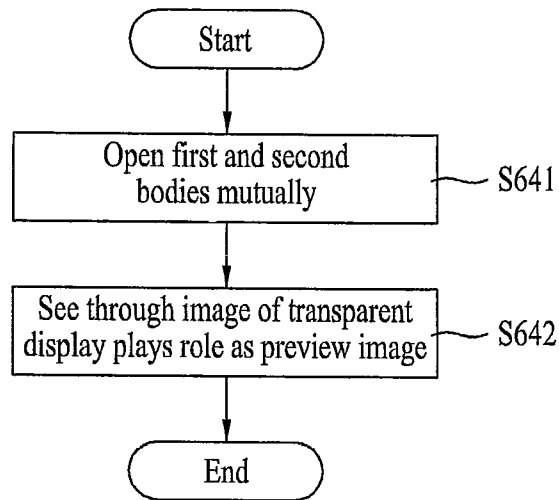 Start
Open first and second
bodies mutually
S641
See through image of transparent
display plays role as preview image
S642
End